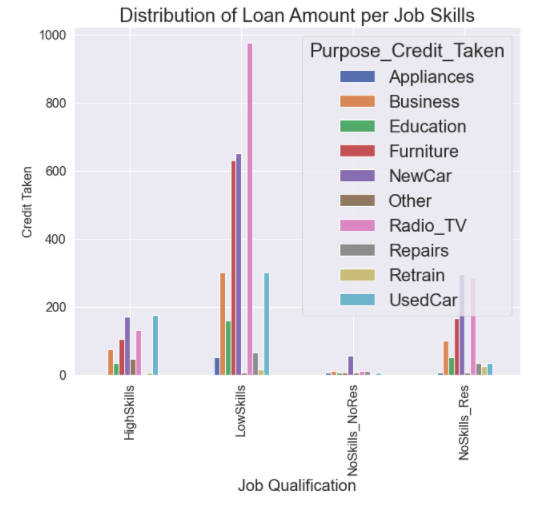 Distribution of Loan Amount per Job Skills
1000
800
600
400
200
0
Credit Taken
Purpose_Credit_Taken
Appliances
Business
Education
Furniture
NewCar
Other
Radio_TV
Repairs
Retrain
UsedCar
HighSkills
LowSkills
NoSkills_NoRes
NoSkills_Res
Job Qualification